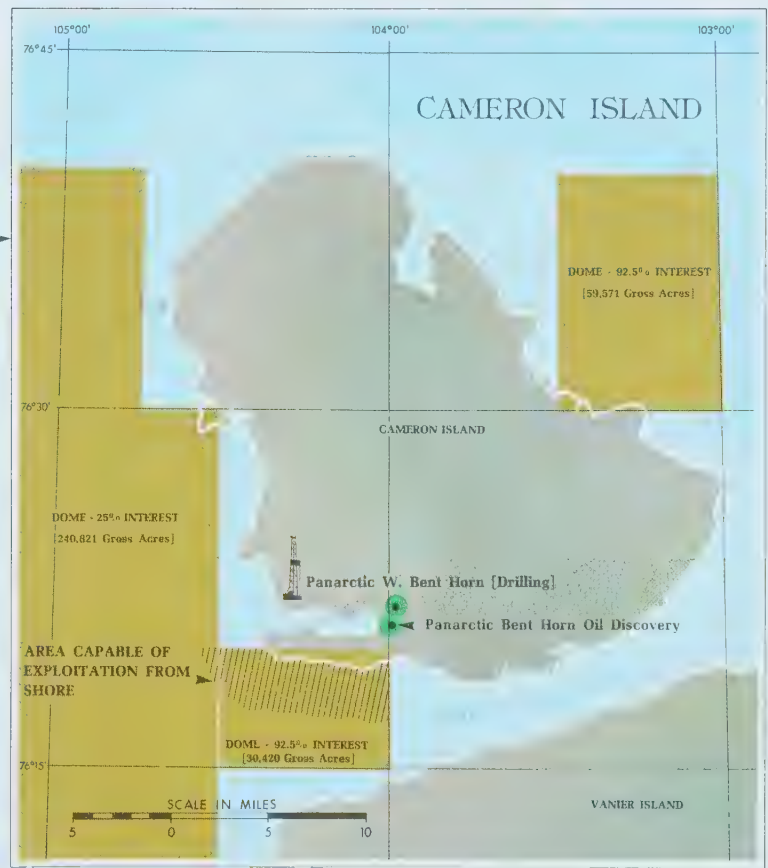 105°00'
104°00'
103°00'
76°45'
CAMERON ISLAND
DOME - 92.5% INTEREST
[59,571 Gross Acres]
76°30'
CAMERON ISLAND
DOME - 25% INTEREST
[240,821 Gross Acres]
Panarctic W. Bent Horn [Drilling]
Panarctic Bent Horn Oil Discovery
AREA CAPABLE OF
EXPLOITATION FROM
SHORE
DOME - 92.5% INTEREST
[30,420 Gross Acres]
76°15'
SCALE IN MILES
5 0 5 10
VANIER ISLAND